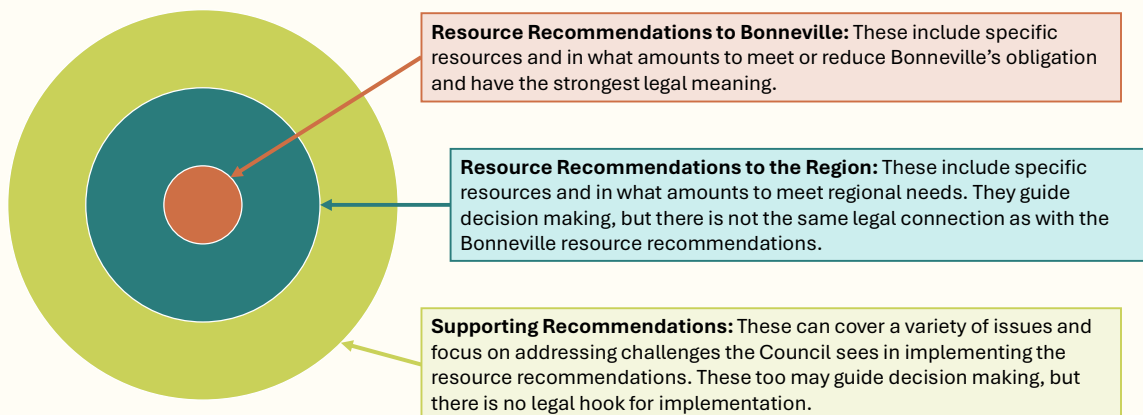 Resource Recommendations to Bonneville: These include specific
resources and in what amounts to meet or reduce Bonneville’s obligation
and have the strongest legal meaning.
Resource Recommendations to the Region: These include specific
resources and in what amounts to meet regional needs. They guide
decision making, but there is not the same legal connection as with the
Bonneville resource recommendations.
Supporting Recommendations: These can cover a variety of issues and
focus on addressing challenges the Council sees in implementing the
resource recommendations. These too may guide decision making, but
there is no legal hook for implementation.